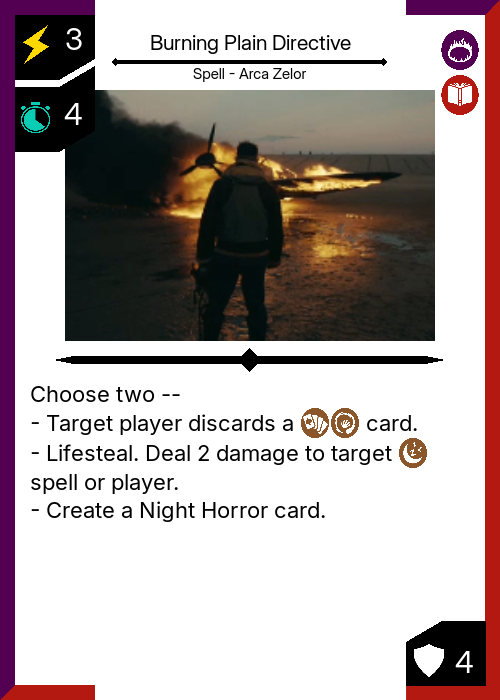 3
Burning Plain Directive
Spell - Arca Zelor
4
Choose two --
- Target player discards a card.
- Lifesteal. Deal 2 damage to target
spell or player.
- Create a Night Horror card.
4